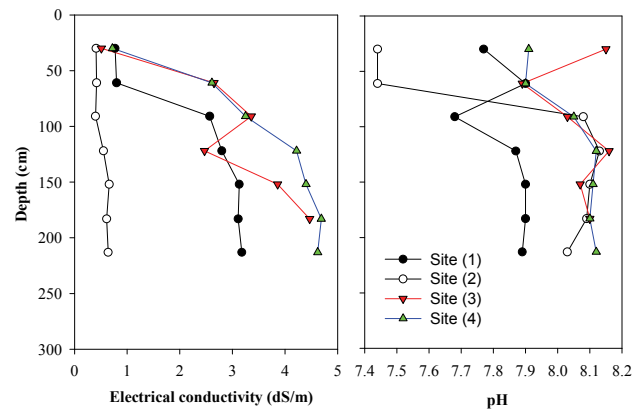 0
50
100
150
200
250
300
Depth (cm)
0 1 2 3 4 5
Electrical conductivity (dS/m)
Site (1)
Site (2)
Site (3)
Site (4)
7.4 7.5 7.6 7.7 7.8 7.9 8.0 8.1 8.2
pH